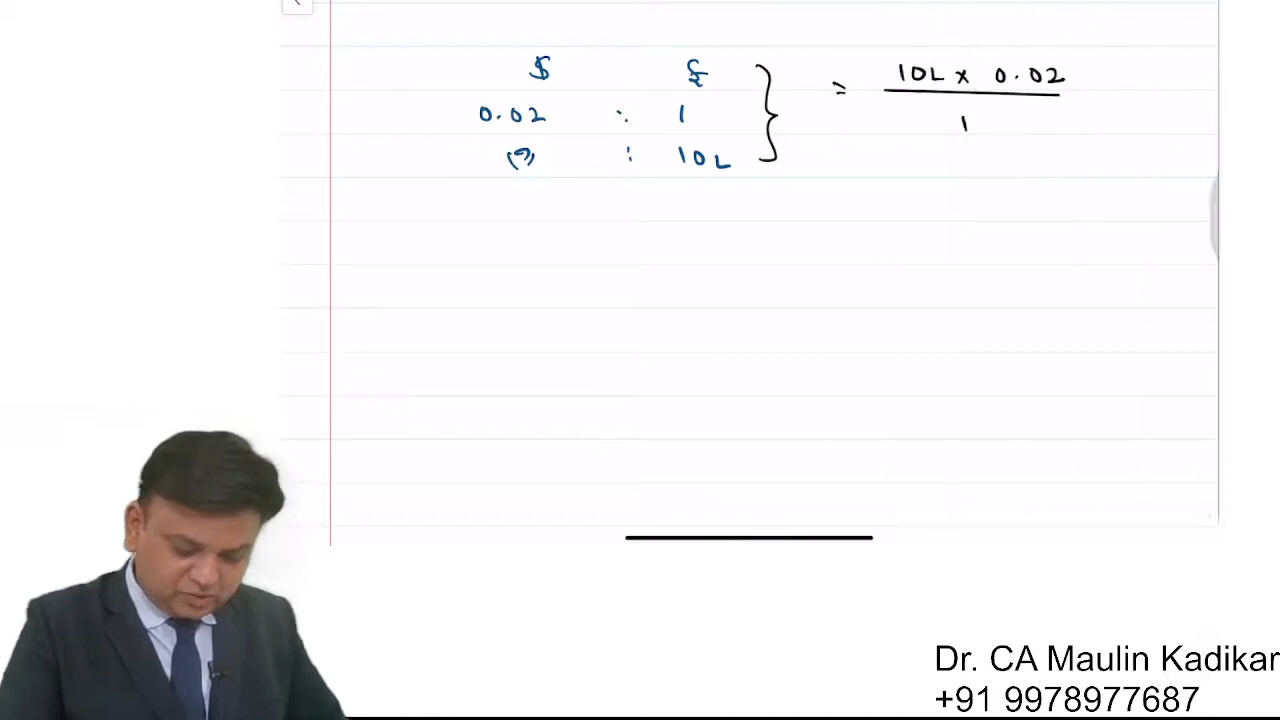 $ £
0.02 : 1
(?) : 10L
= 10L x 0.02
1
Dr. CA Maulin Kadikar
+91 9978977687